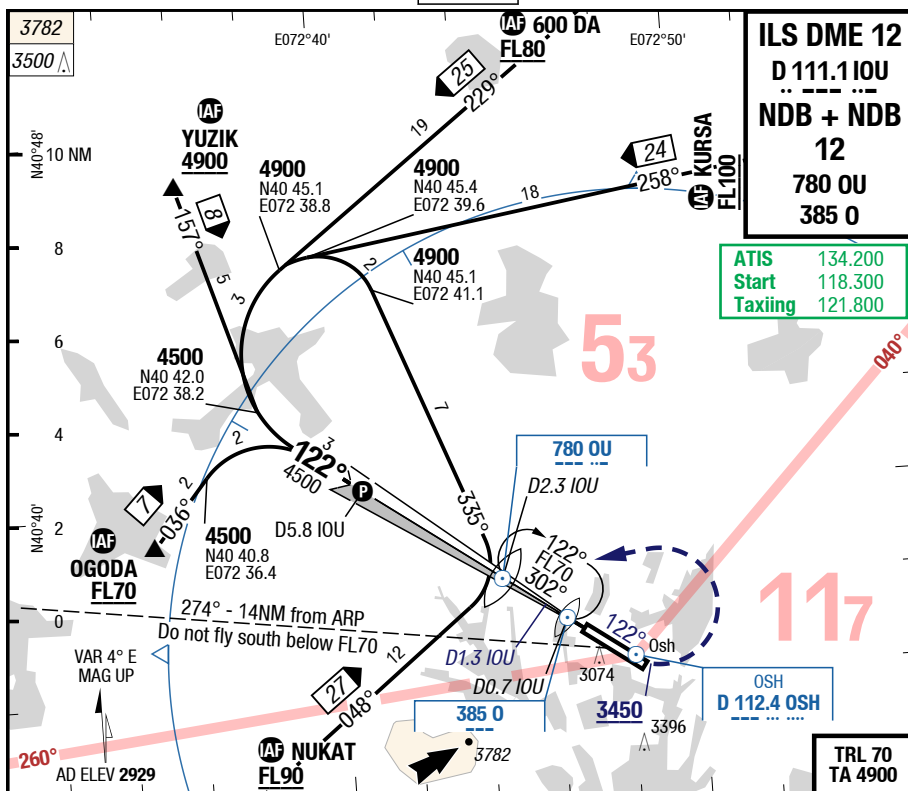 3782
3500
E072°40'
IAF 600 DA
FL80
E072°50'
ILS DME 12
D 111.1 IOU
NDB + NDB
12
780 OU
385 O
ATIS 134.200
Start 118.300
Taxiing 121.800
N40°48'
10 NM
8
6
4
2
0
N40°40'
IAF
YUZIK
4900
8
157°
5
3
25
229°
19
24
258°
18
IAF KURSA
FL100
4900
N40 45.1
E072 38.8
4900
N40 45.4
E072 39.6
2
4900
N40 45.1
E072 41.1
53
040°
4500
N40 42.0
E072 38.2
7
335°
2
3
122°
4500
P
D5.8 IOU
780 OU
D2.3 IOU
7
036°
2
4500
N40 40.8
E072 36.4
IAF
OGODA
FL70
122°
FL70
302°
117
274° - 14NM from ARP
Do not fly south below FL70
122°
Osh
D1.3 IOU
D0.7 IOU
3074
VAR 4° E
MAG UP
12
27
048°
385 O
3450
OSH
D 112.4 OSH
3396
3782
260°
AD ELEV 2929
IAF NUKAT
FL90
TRL 70
TA 4900